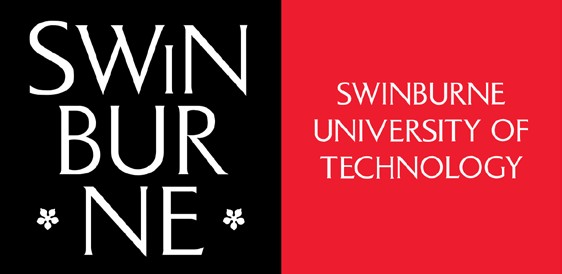 SWiN
BUR
NE
SWINBURNE
UNIVERSITY OF
TECHNOLOGY